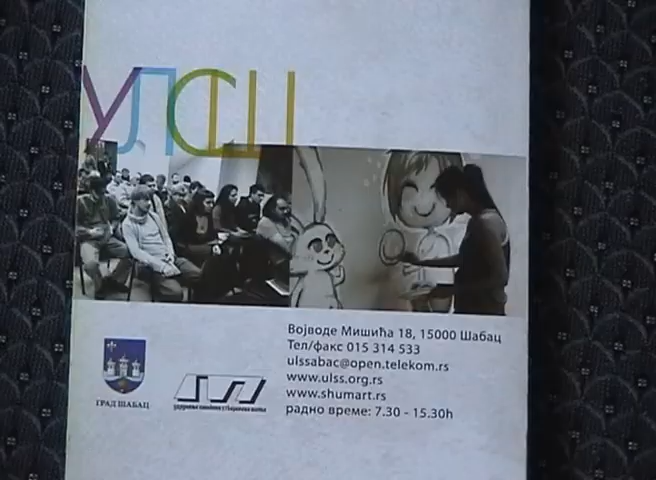 УЛСШ
Војводе Мишића 18, 15000 Шабац
Тел/факс 015 314 533
ulssabac@open.telekom.rs
www.ulss.org.rs
www.shumart.rs
радно време: 7.30 - 15.30h
ГРАД ШАБАЦ